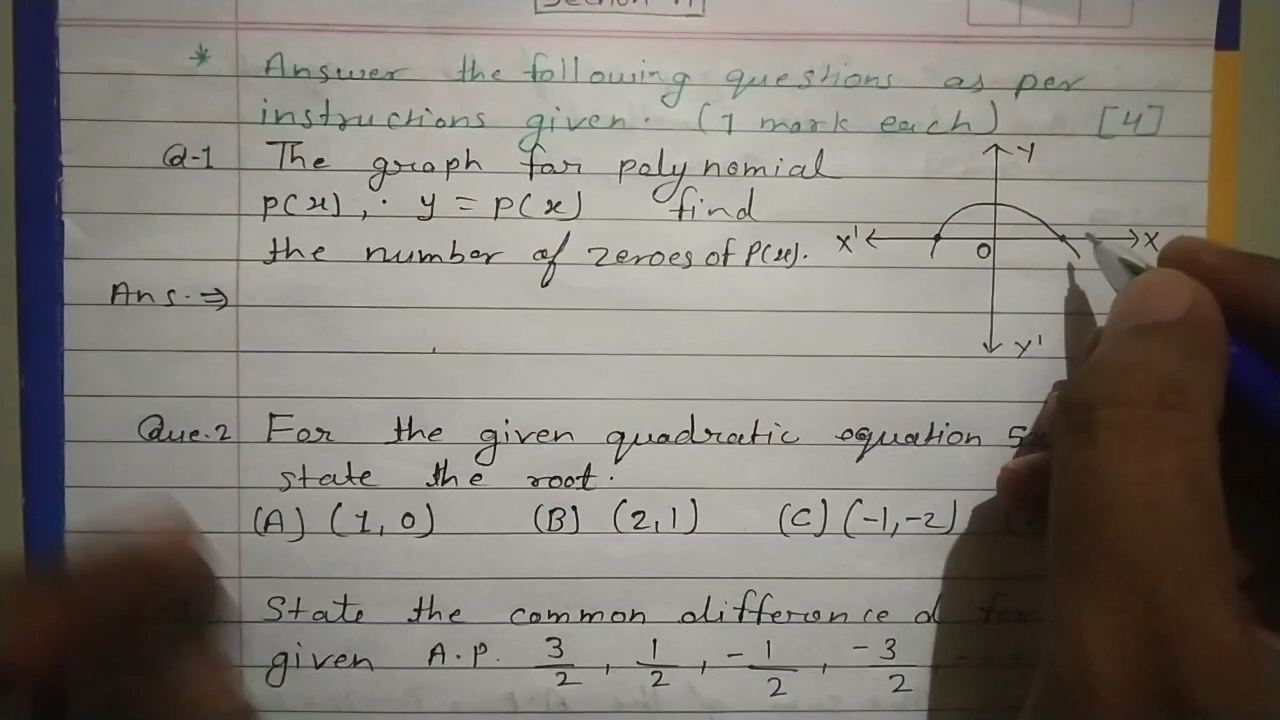 * Answer the following questions as per
instructions given. (1 mark each) [4]
Q-1 The graph for polynomial
p(x), . y = p(x) find
the number of zeroes of P(x).
Y
X' O X
Y'
Ans. ⇒
Que.2 For the given quadratic equation
state the root.
(A) (1, 0) (B) (2, 1) (C) (-1, -2)
State the common difference d
given A.P. 3/2, 1/2, -1/2, -3/2